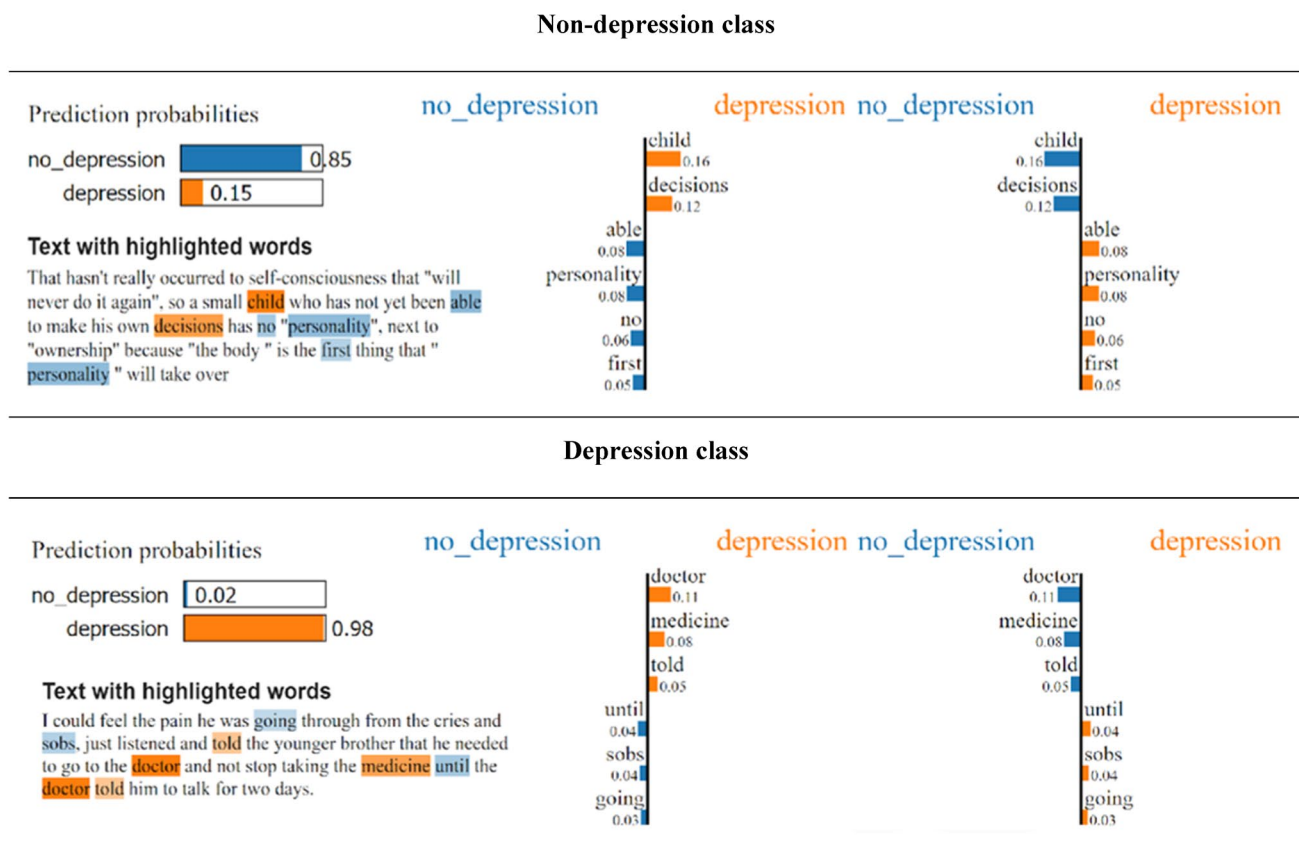 Non-depression class
Prediction probabilities
no_depression 0.85
depression 0.15
Text with highlighted words
That hasn't really occurred to self-consciousness that "will
never do it again", so a small child who has not yet been able
to make his own decisions has no "personality", next to
"ownership" because "the body " is the first thing that "
personality " will take over
no_depression depression
child
0.16
decisions
0.12
able
0.08
personality
0.08
no
0.06
first
0.05
no_depression depression
child
0.16
decisions
0.12
able
0.08
personality
0.08
no
0.06
first
0.05
Depression class
Prediction probabilities
no_depression 0.02
depression 0.98
Text with highlighted words
I could feel the pain he was going through from the cries and
sobs, just listened and told the younger brother that he needed
to go to the doctor and not stop taking the medicine until the
doctor told him to talk for two days.
no_depression depression
doctor
0.11
medicine
0.08
told
0.05
until
0.04
sobs
0.04
going
0.03
no_depression depression
doctor
0.11
medicine
0.08
told
0.05
until
0.04
sobs
0.04
going
0.03